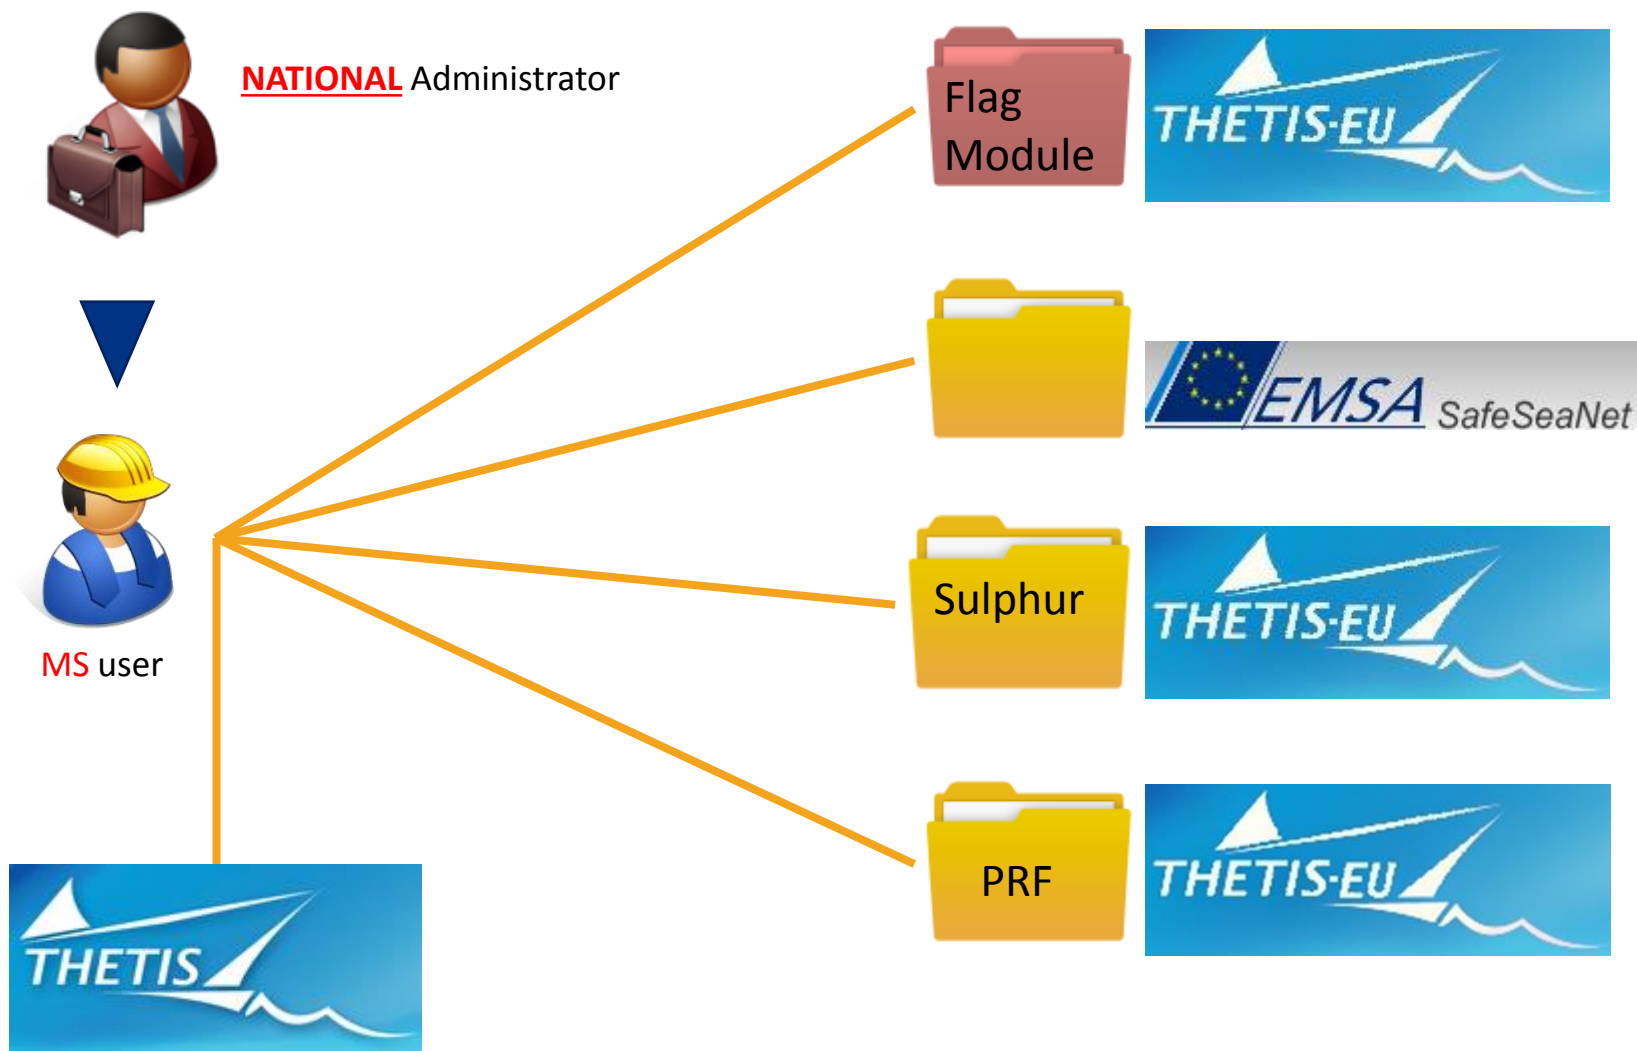 NATIONAL Administrator
Flag
Module
THETIS-EU
EMSA SafeSeaNet
Sulphur
THETIS-EU
MS user
PRF
THETIS-EU
THETIS